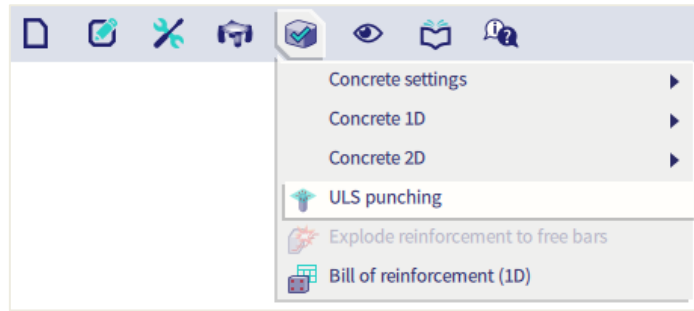 Concrete settings
Concrete 1D
Concrete 2D
ULS punching
Explode reinforcement to free bars
Bill of reinforcement (1D)